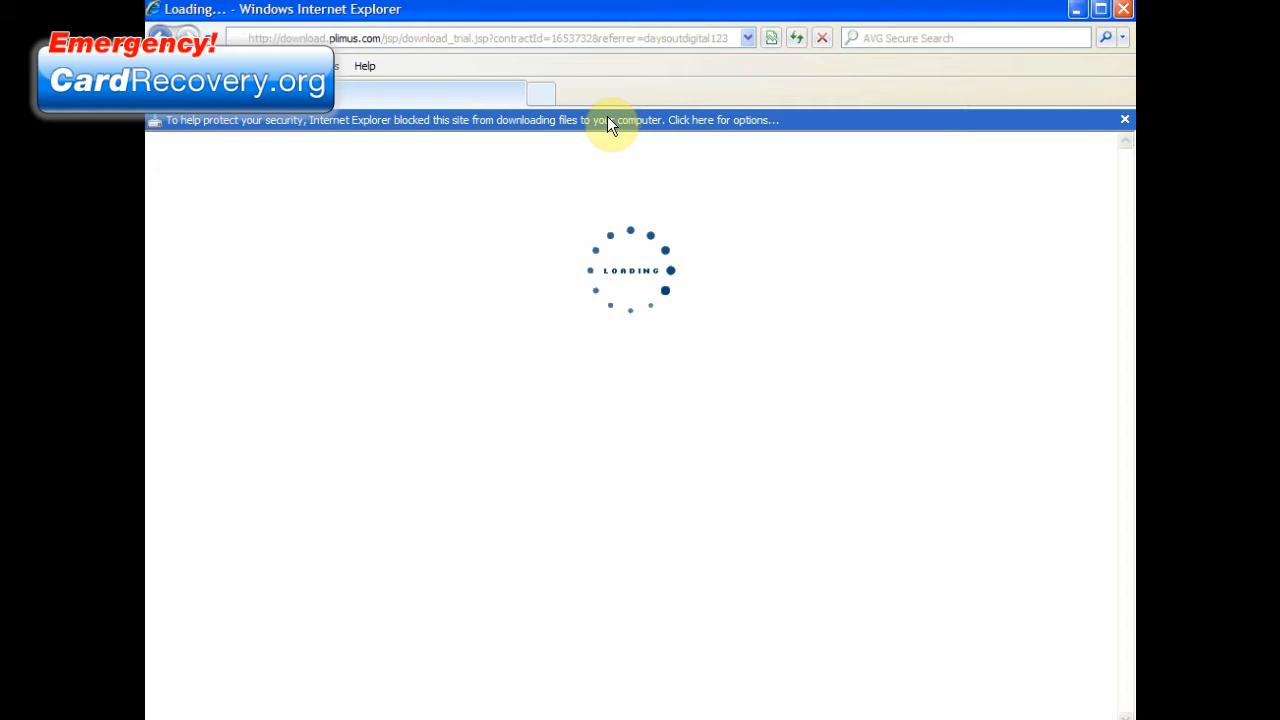 Loading... - Windows Internet Explorer
Emergency!
CardRecovery.org
http://download.plimus.com/jsp/download_trial.jsp?contractId=1653732&referrer=daysoutdigital123
AVG Secure Search
s Help
To help protect your security, Internet Explorer blocked this site from downloading files to your computer. Click here for options...
LOADING